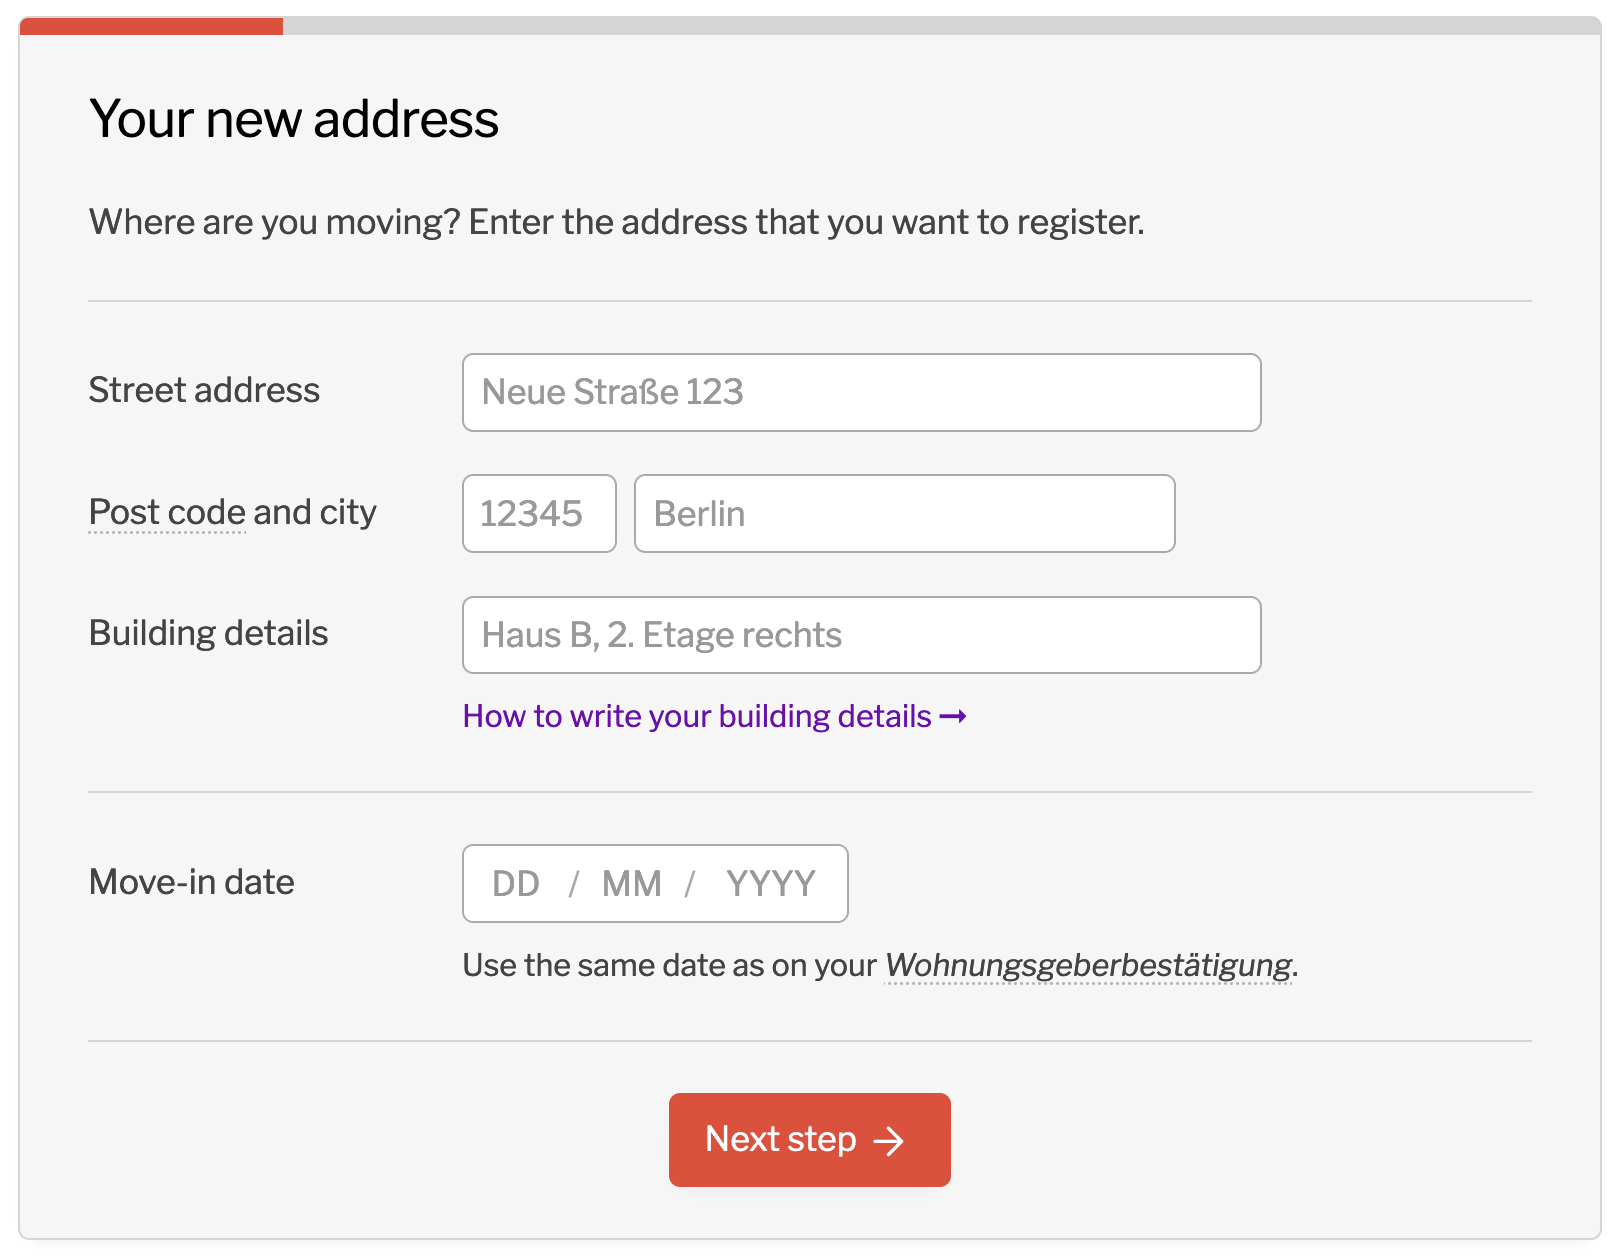 Your new address
Where are you moving? Enter the address that you want to register.
Street address
Neue Straße 123
Post code and city
12345
Berlin
Building details
Haus B, 2. Etage rechts
How to write your building details →
Move-in date
DD / MM / YYYY
Use the same date as on your Wohnungsgeberbestätigung.
Next step →